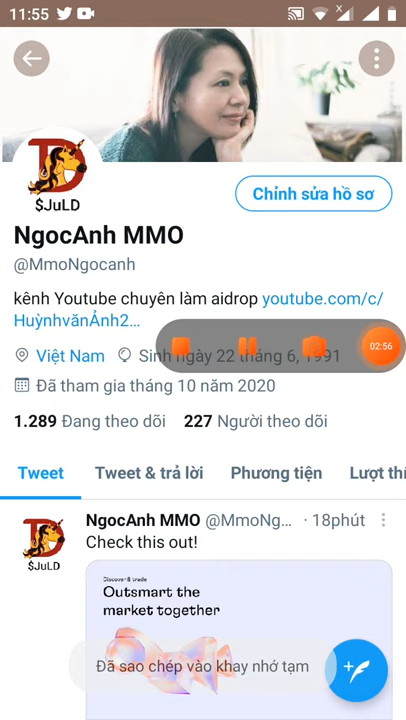 11:55
Chỉnh sửa hồ sơ
$JuLD
NgocAnh MMO
@MmoNgocanh
kênh Youtube chuyên làm aidrop youtube.com/c/
HuỳnhvănẢnh2…
02:56
Việt Nam Sinh ngày 22 tháng 6, 1991
Đã tham gia tháng 10 năm 2020
1.289 Đang theo dõi 227 Người theo dõi
Tweet Tweet & trả lời Phương tiện Lượt thí
NgocAnh MMO @MmoNg… · 18phút
Check this out!
$JuLD
Discover & trade
Outsmart the
market together
Đã sao chép vào khay nhớ tạm